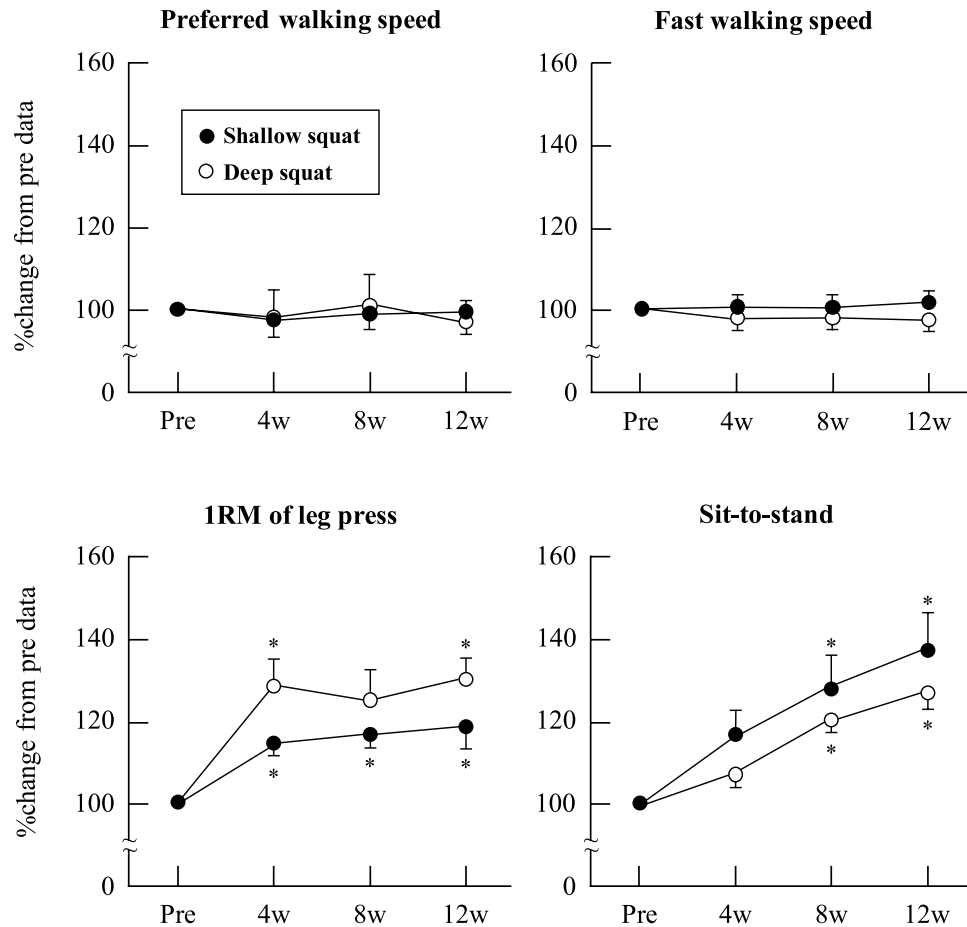 Preferred walking speed
%change from pre data
160
140
120
100
0
Shallow squat
Deep squat
Pre 4w 8w 12w
Fast walking speed
160
140
120
100
0
Pre 4w 8w 12w
1RM of leg press
%change from pre data
160
140
120
100
0
* *
* * *
Pre 4w 8w 12w
Sit-to-stand
160
140
120
100
0
* *
* *
Pre 4w 8w 12w